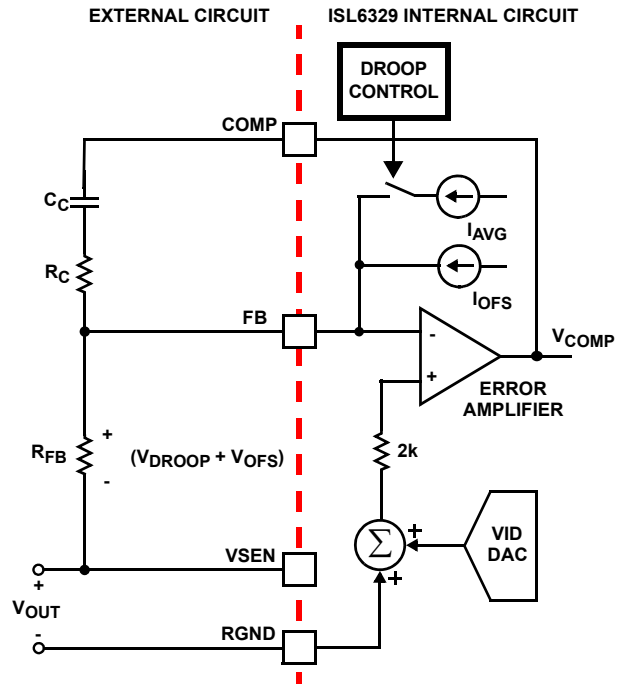 EXTERNAL CIRCUIT
ISL6329 INTERNAL CIRCUIT
DROOP
CONTROL
COMP
CC
IAVG
RC
IOFS
FB
-
VCOMP
+
ERROR
AMPLIFIER
RFB
+
-
(VDROOP + VOFS)
2k
VSEN
Σ
+
+
VID
DAC
+
VOUT
-
RGND